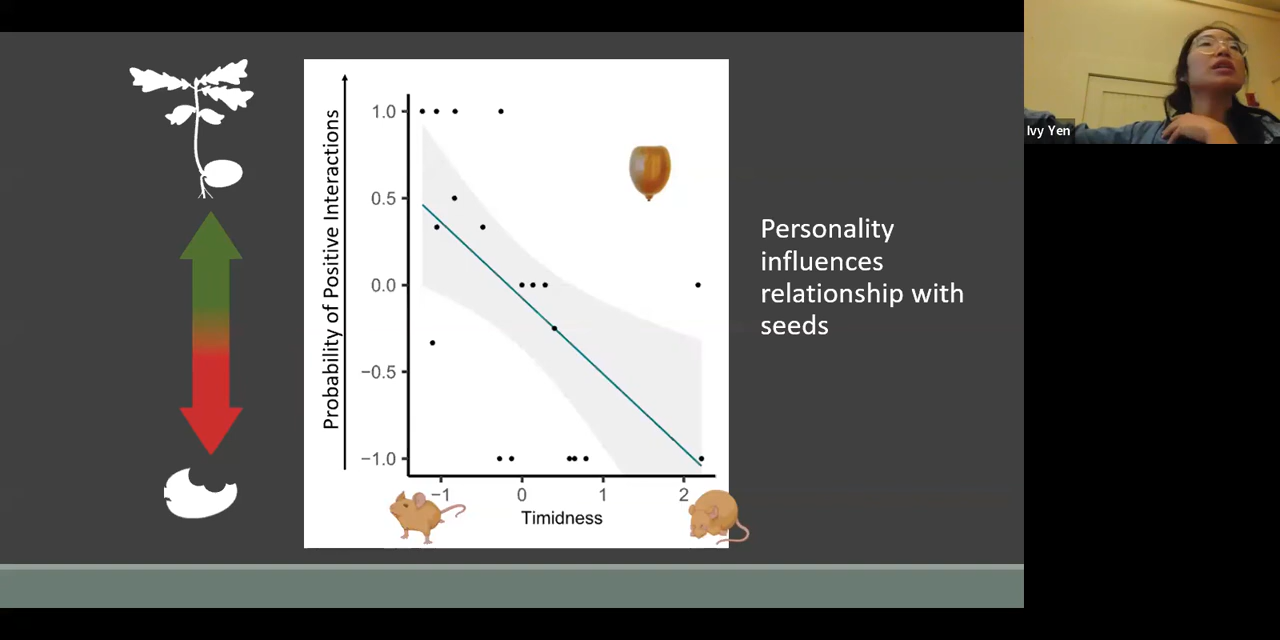 Probability of Positive Interactions
1.0
0.5
0.0
−0.5
−1.0
−1
0
1
2
Timidness
Personality
influences
relationship with
seeds
Ivy Yen